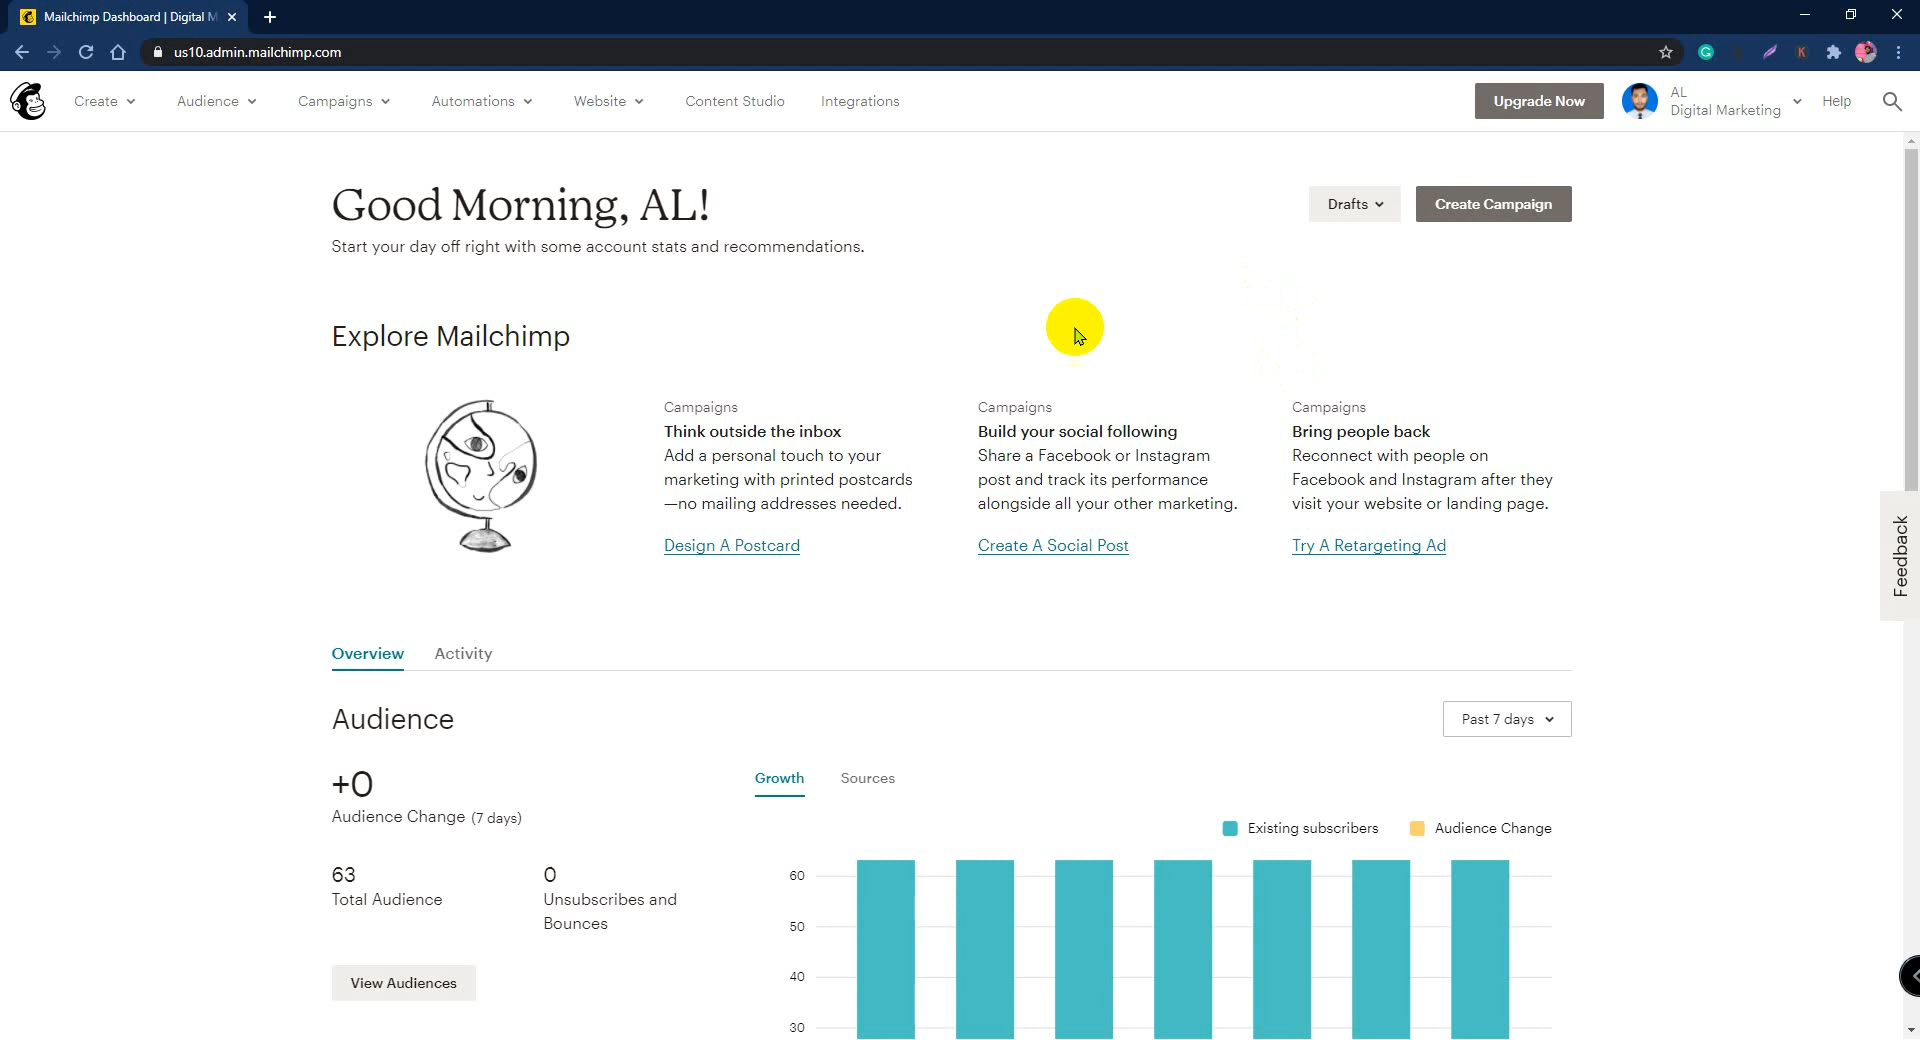 Mailchimp Dashboard | Digital M
us10.admin.mailchimp.com
Create
Audience
Campaigns
Automations
Website
Content Studio
Integrations
Upgrade Now
AL
Digital Marketing
Help
Good Morning, AL!
Drafts
Create Campaign
Start your day off right with some account stats and recommendations.
Explore Mailchimp
Campaigns
Think outside the inbox
Add a personal touch to your
marketing with printed postcards
—no mailing addresses needed.
Design A Postcard
Campaigns
Build your social following
Share a Facebook or Instagram
post and track its performance
alongside all your other marketing.
Create A Social Post
Campaigns
Bring people back
Reconnect with people on
Facebook and Instagram after they
visit your website or landing page.
Try A Retargeting Ad
Feedback
Overview
Activity
Audience
Past 7 days
+0
Audience Change (7 days)
63
Total Audience
0
Unsubscribes and
Bounces
View Audiences
Growth
Sources
Existing subscribers
Audience Change
60
50
40
30